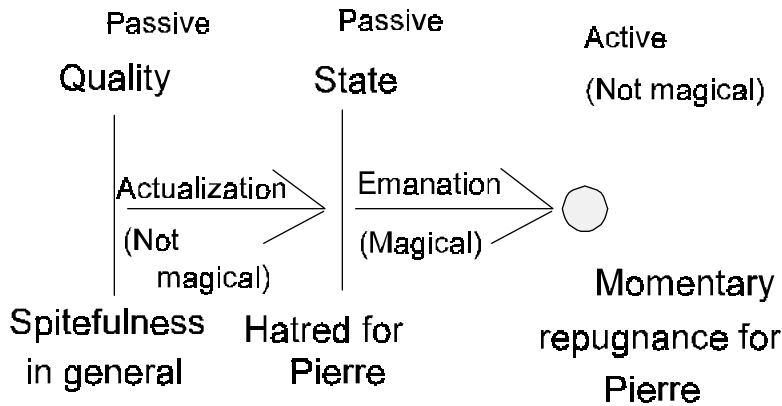 Passive
Quality
Passive
State
Active
(Not magical)
Actualization
(Not
magical)
Emanation
(Magical)
Spitefulness
in general
Hatred for
Pierre
Momentary
repugnance for
Pierre